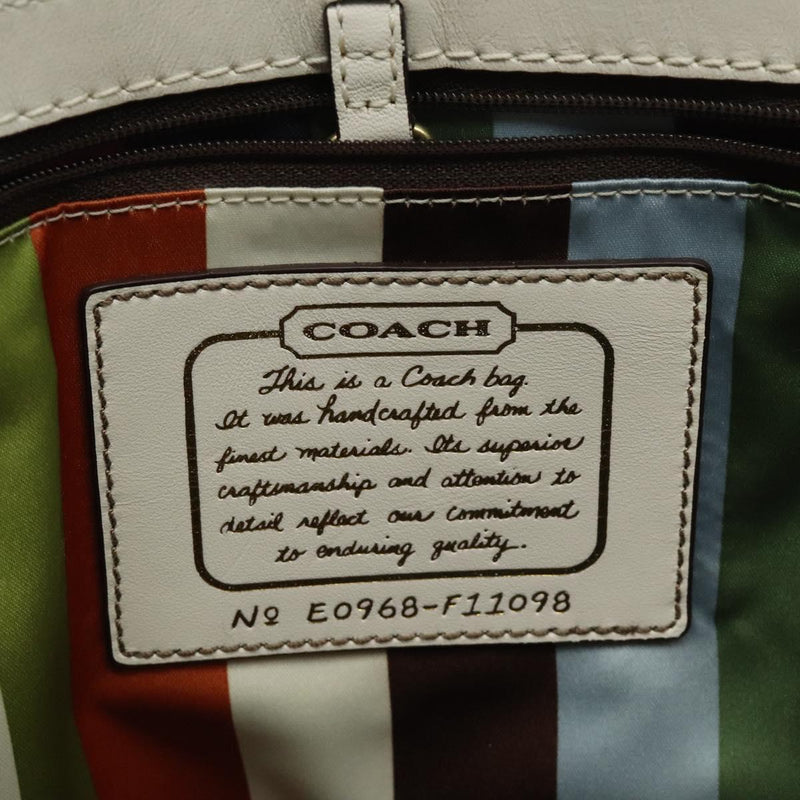 COACH
This is a Coach bag.
It was handcrafted from the
finest materials. Its superior
craftsmanship and attention to
detail reflect our commitment
to enduring quality.
Nº E0968-F11098